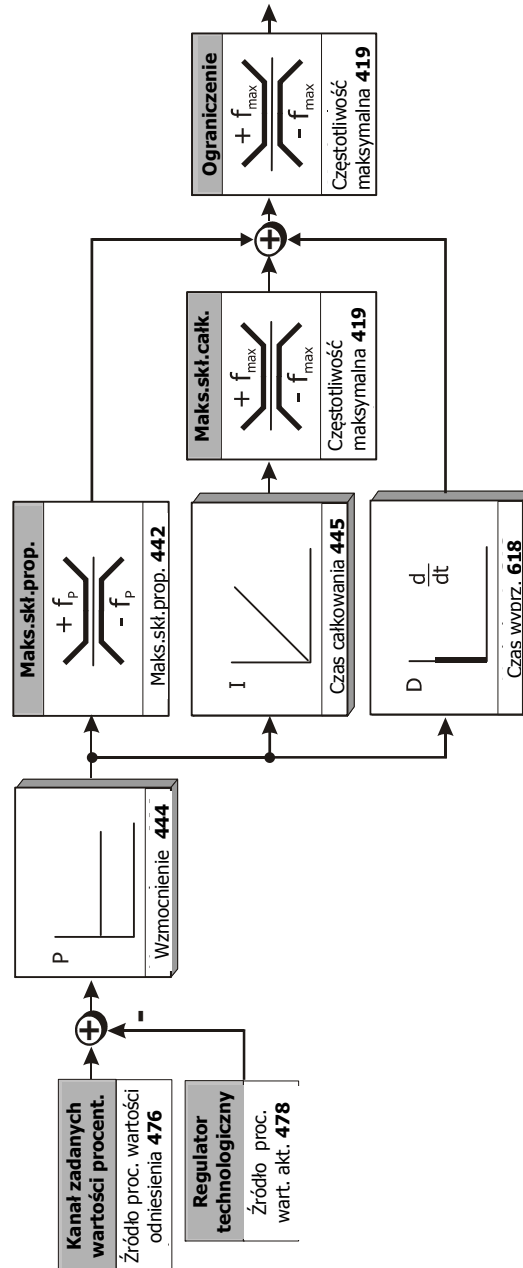 Kanał zadanych
wartości procent.
Źródło proc. wartości
odniesienia 476
Regulator
technologiczny
Źródło proc.
wart. akt. 478
+
-
P
Wzmocnienie 444
Maks.skł.prop.
+ fP
- fP
Maks.skł.prop. 442
I
Czas całkowania 445
D
d
dt
Czas wyprz. 618
Maks.skł.całk.
+ fmax
- fmax
Częstotliwość
maksymalna 419
+
Ograniczenie
+ fmax
- fmax
Częstotliwość
maksymalna 419